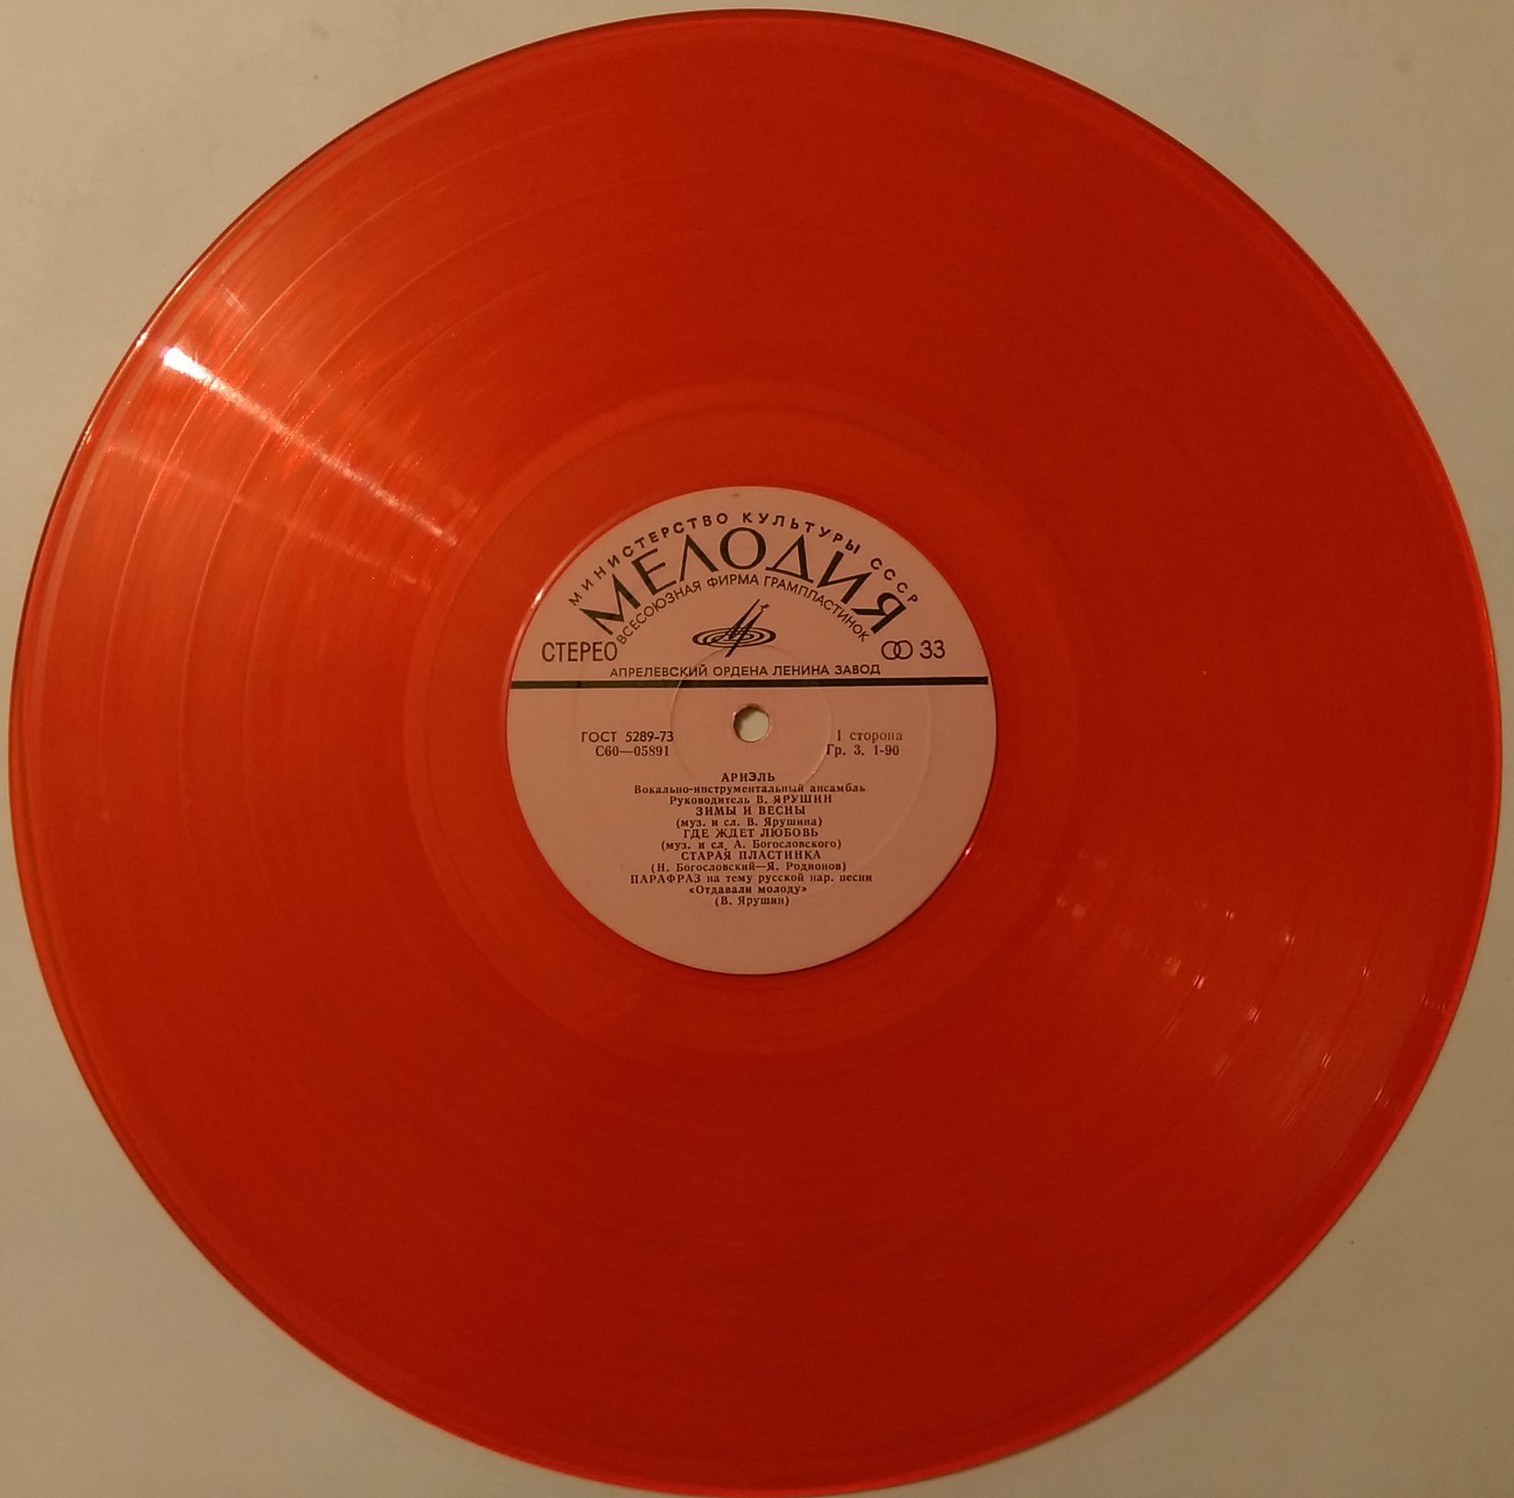 МИНИСТЕРСТВО КУЛЬТУРЫ СССР
МЕЛОДИЯ
ВСЕСОЮЗНАЯ ФИРМА ГРАМПЛАСТИНОК
СТЕРЕО 33
АПРЕЛЕВСКИЙ ОРДЕНА ЛЕНИНА ЗАВОД
ГОСТ 5289-73 1 сторона
С60—05891 Гр. 3. 1-90
АРИЭЛЬ
Вокально-инструментальный ансамбль
Руководитель В. ЯРУШИН
ЗИМЫ И ВЕСНЫ
(муз. и сл. В. Ярушина)
ГДЕ ЖДЕТ ЛЮБОВЬ
(муз. и сл. А. Богословского)
СТАРАЯ ПЛАСТИНКА
(Н. Богословский—Я. Родионов)
ПАРАФРАЗ на тему русской нар. песни
«Отдавали молоду»
(В. Ярушин)